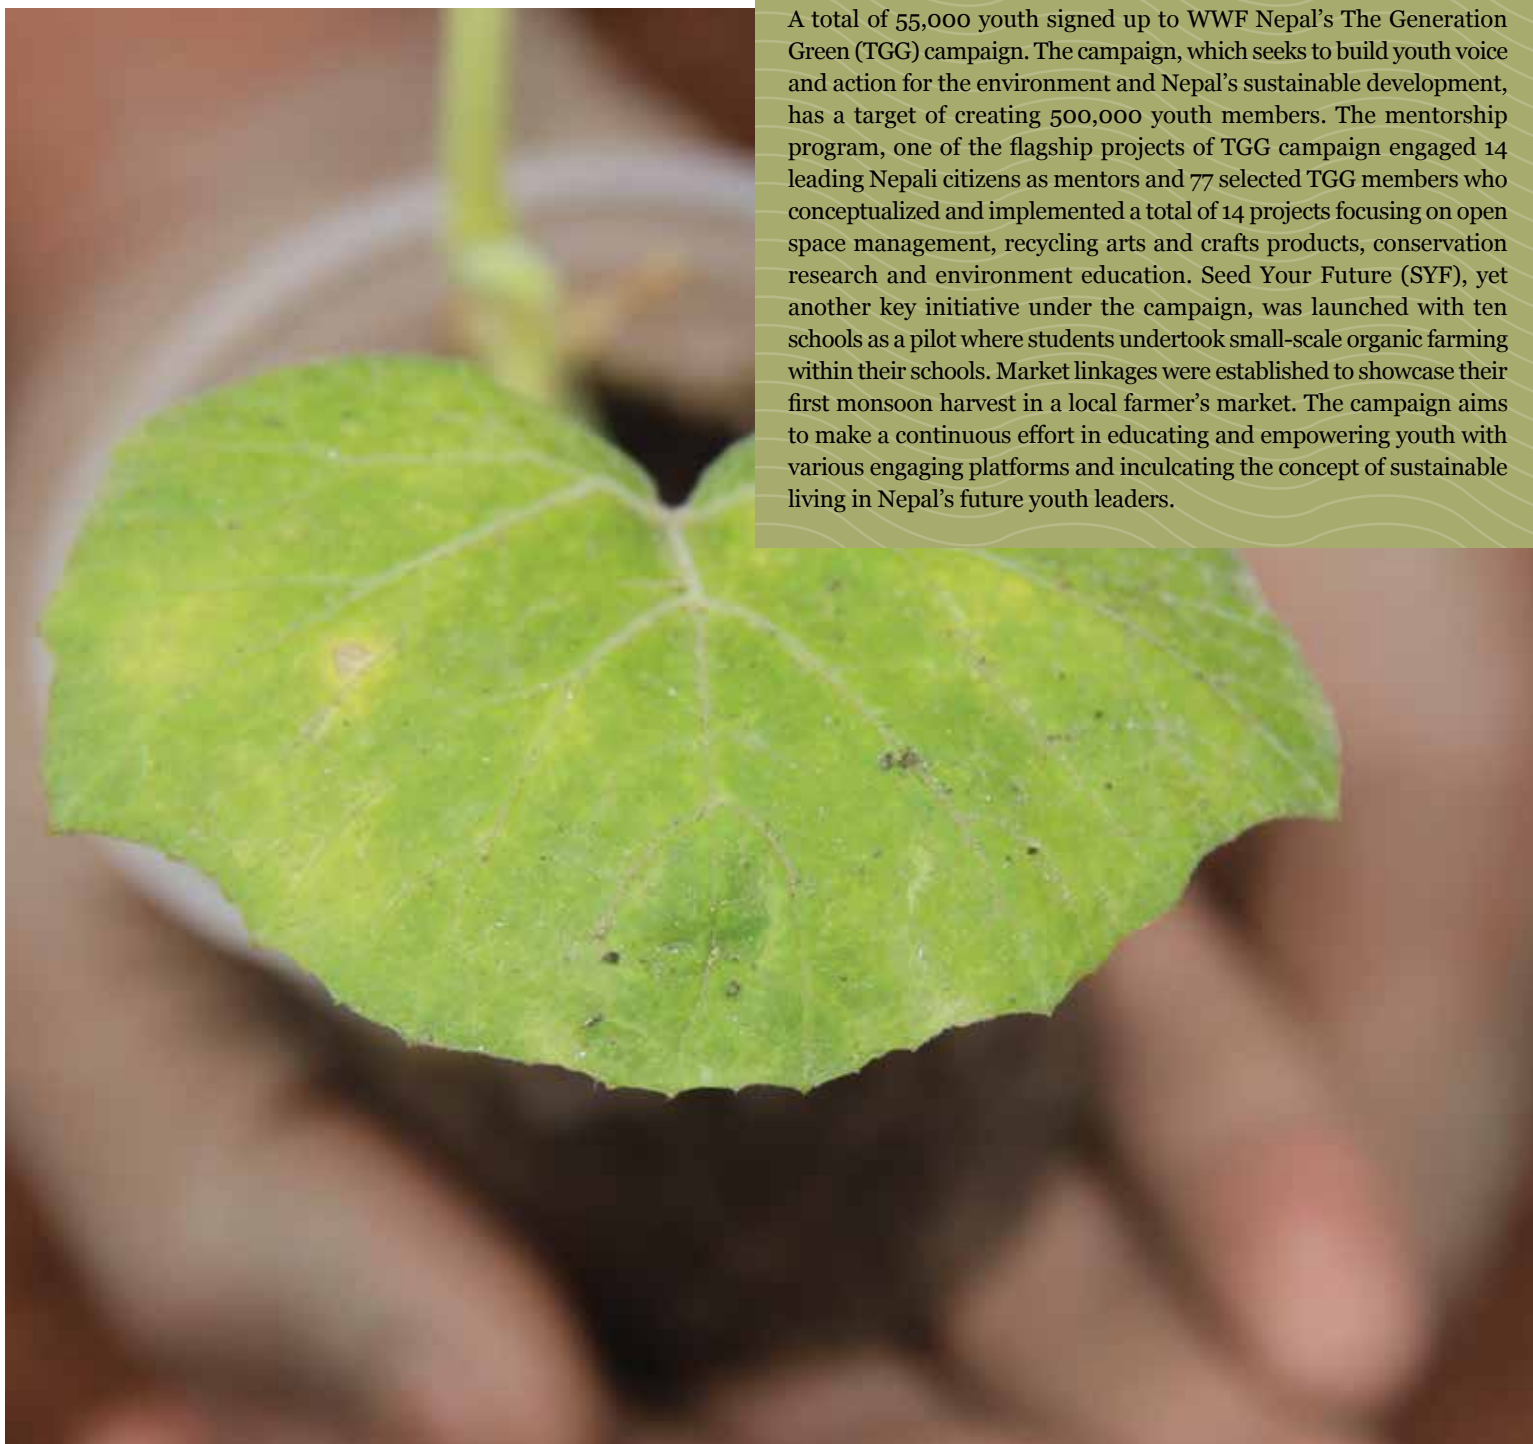 A total of 55,000 youth signed up to WWF Nepal’s The Generation
Green (TGG) campaign. The campaign, which seeks to build youth voice
and action for the environment and Nepal’s sustainable development,
has a target of creating 500,000 youth members. The mentorship
program, one of the flagship projects of TGG campaign engaged 14
leading Nepali citizens as mentors and 77 selected TGG members who
conceptualized and implemented a total of 14 projects focusing on open
space management, recycling arts and crafts products, conservation
research and environment education. Seed Your Future (SYF), yet
another key initiative under the campaign, was launched with ten
schools as a pilot where students undertook small-scale organic farming
within their schools. Market linkages were established to showcase their
first monsoon harvest in a local farmer’s market. The campaign aims
to make a continuous effort in educating and empowering youth with
various engaging platforms and inculcating the concept of sustainable
living in Nepal’s future youth leaders.